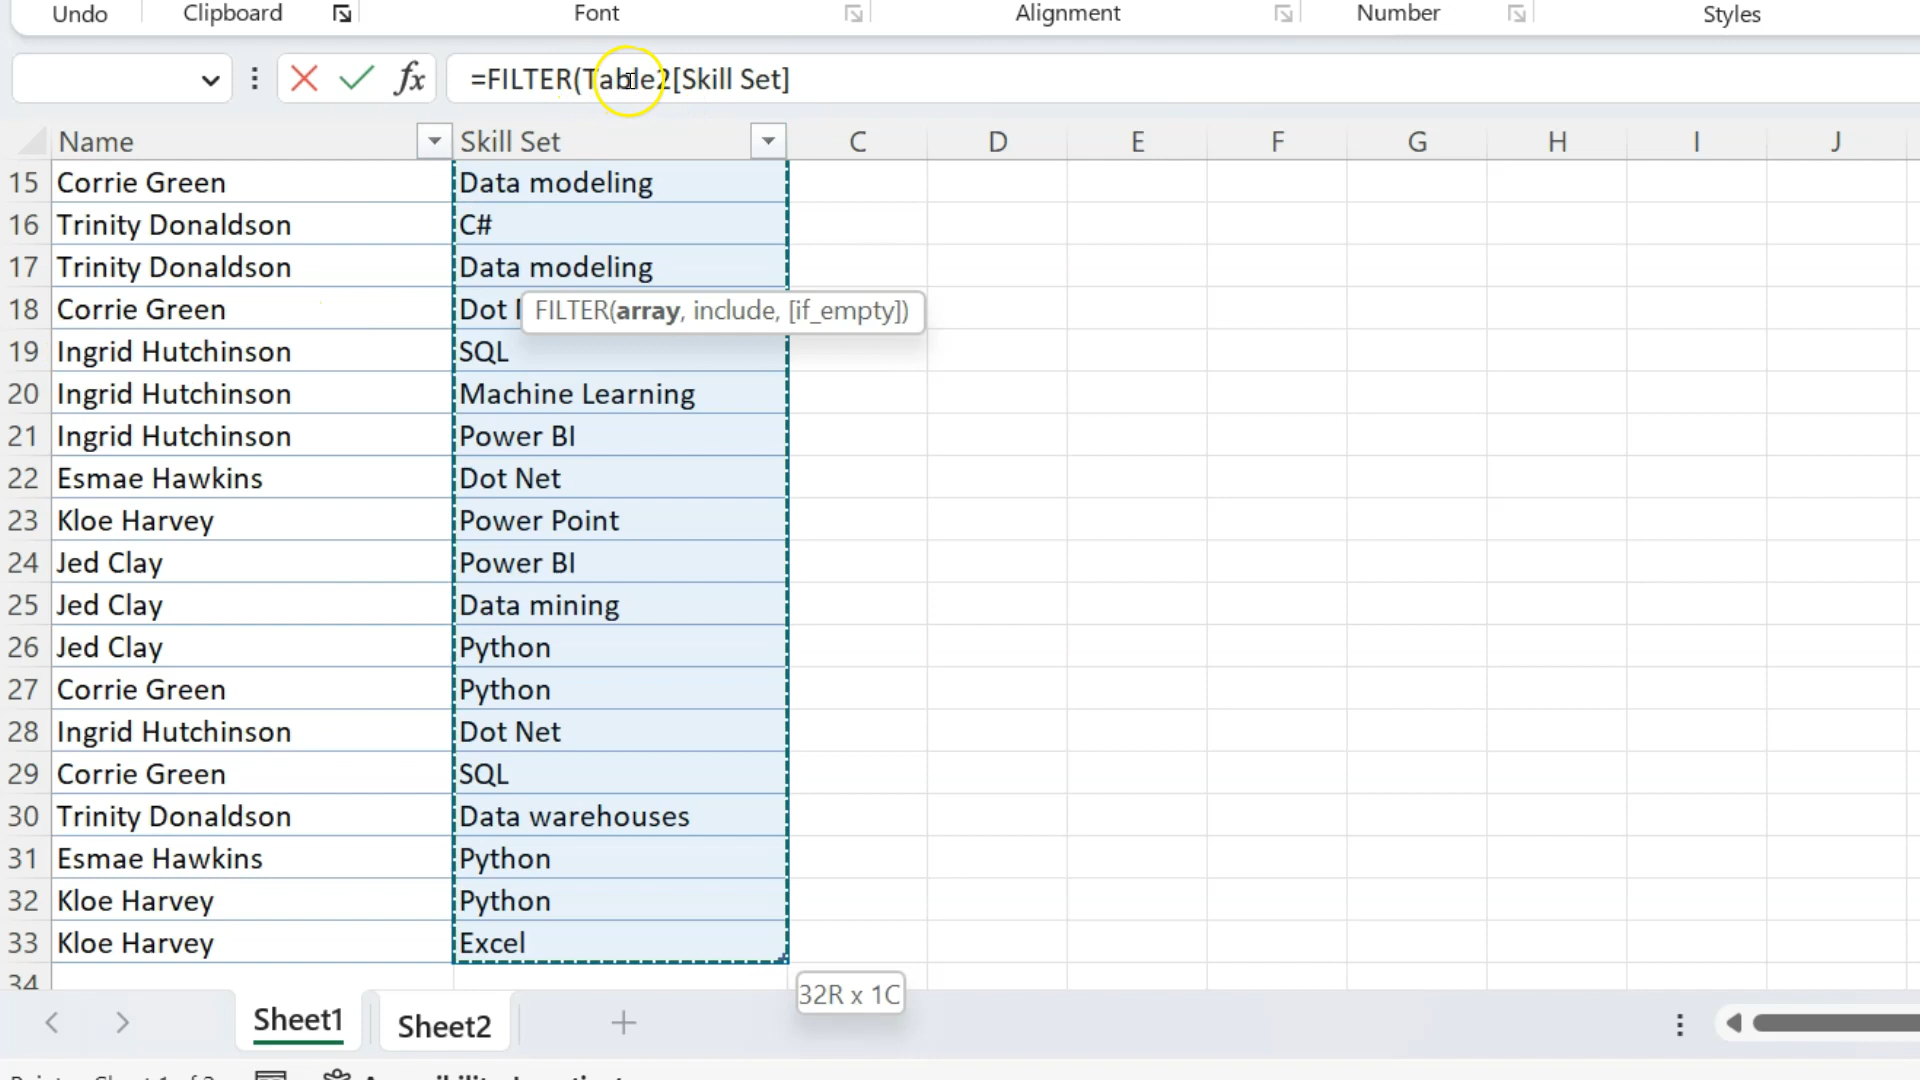 Undo Clipboard Font Alignment Number Styles
fx =FILTER(Table2[Skill Set]
Name Skill Set C D E F G H I J
15 Corrie Green Data modeling
16 Trinity Donaldson C#
17 Trinity Donaldson Data modeling
18 Corrie Green Dot FILTER(array, include, [if_empty])
19 Ingrid Hutchinson SQL
20 Ingrid Hutchinson Machine Learning
21 Ingrid Hutchinson Power BI
22 Esmae Hawkins Dot Net
23 Kloe Harvey Power Point
24 Jed Clay Power BI
25 Jed Clay Data mining
26 Jed Clay Python
27 Corrie Green Python
28 Ingrid Hutchinson Dot Net
29 Corrie Green SQL
30 Trinity Donaldson Data warehouses
31 Esmae Hawkins Python
32 Kloe Harvey Python
33 Kloe Harvey Excel
34
32R x 1C
Sheet1 Sheet2